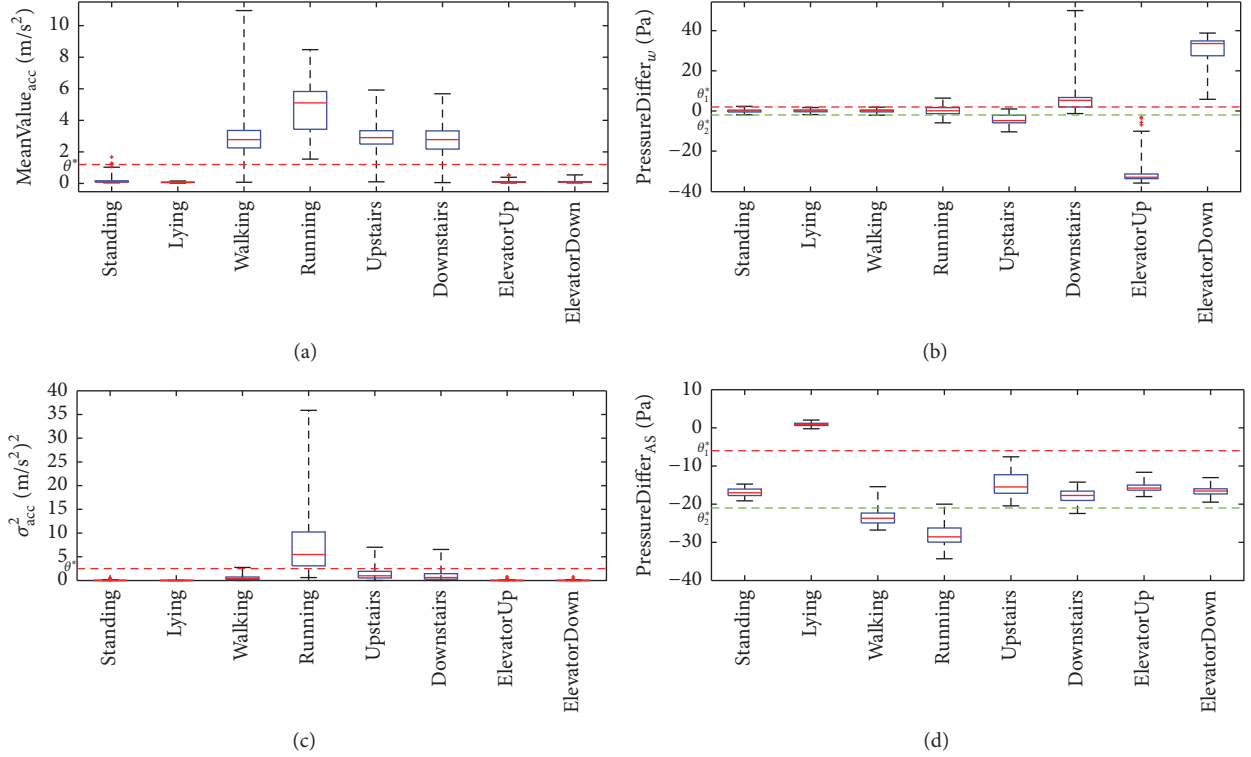 MeanValue_acc (m/s²)
10
8
6
4
2
θ*
0
Standing
Lying
Walking
Running
Upstairs
Downstairs
ElevatorUp
ElevatorDown
(a)
PressureDiffer_w (Pa)
40
20
θ₁*
0
θ₂*
−20
−40
Standing
Lying
Walking
Running
Upstairs
Downstairs
ElevatorUp
ElevatorDown
(b)
σ²_acc (m/s²)²
40
35
30
25
20
15
10
5
θ*
0
Standing
Lying
Walking
Running
Upstairs
Downstairs
ElevatorUp
ElevatorDown
(c)
PressureDiffer_AS (Pa)
10
0
θ₁*
−10
−20
θ₂*
−30
−40
Standing
Lying
Walking
Running
Upstairs
Downstairs
ElevatorUp
ElevatorDown
(d)